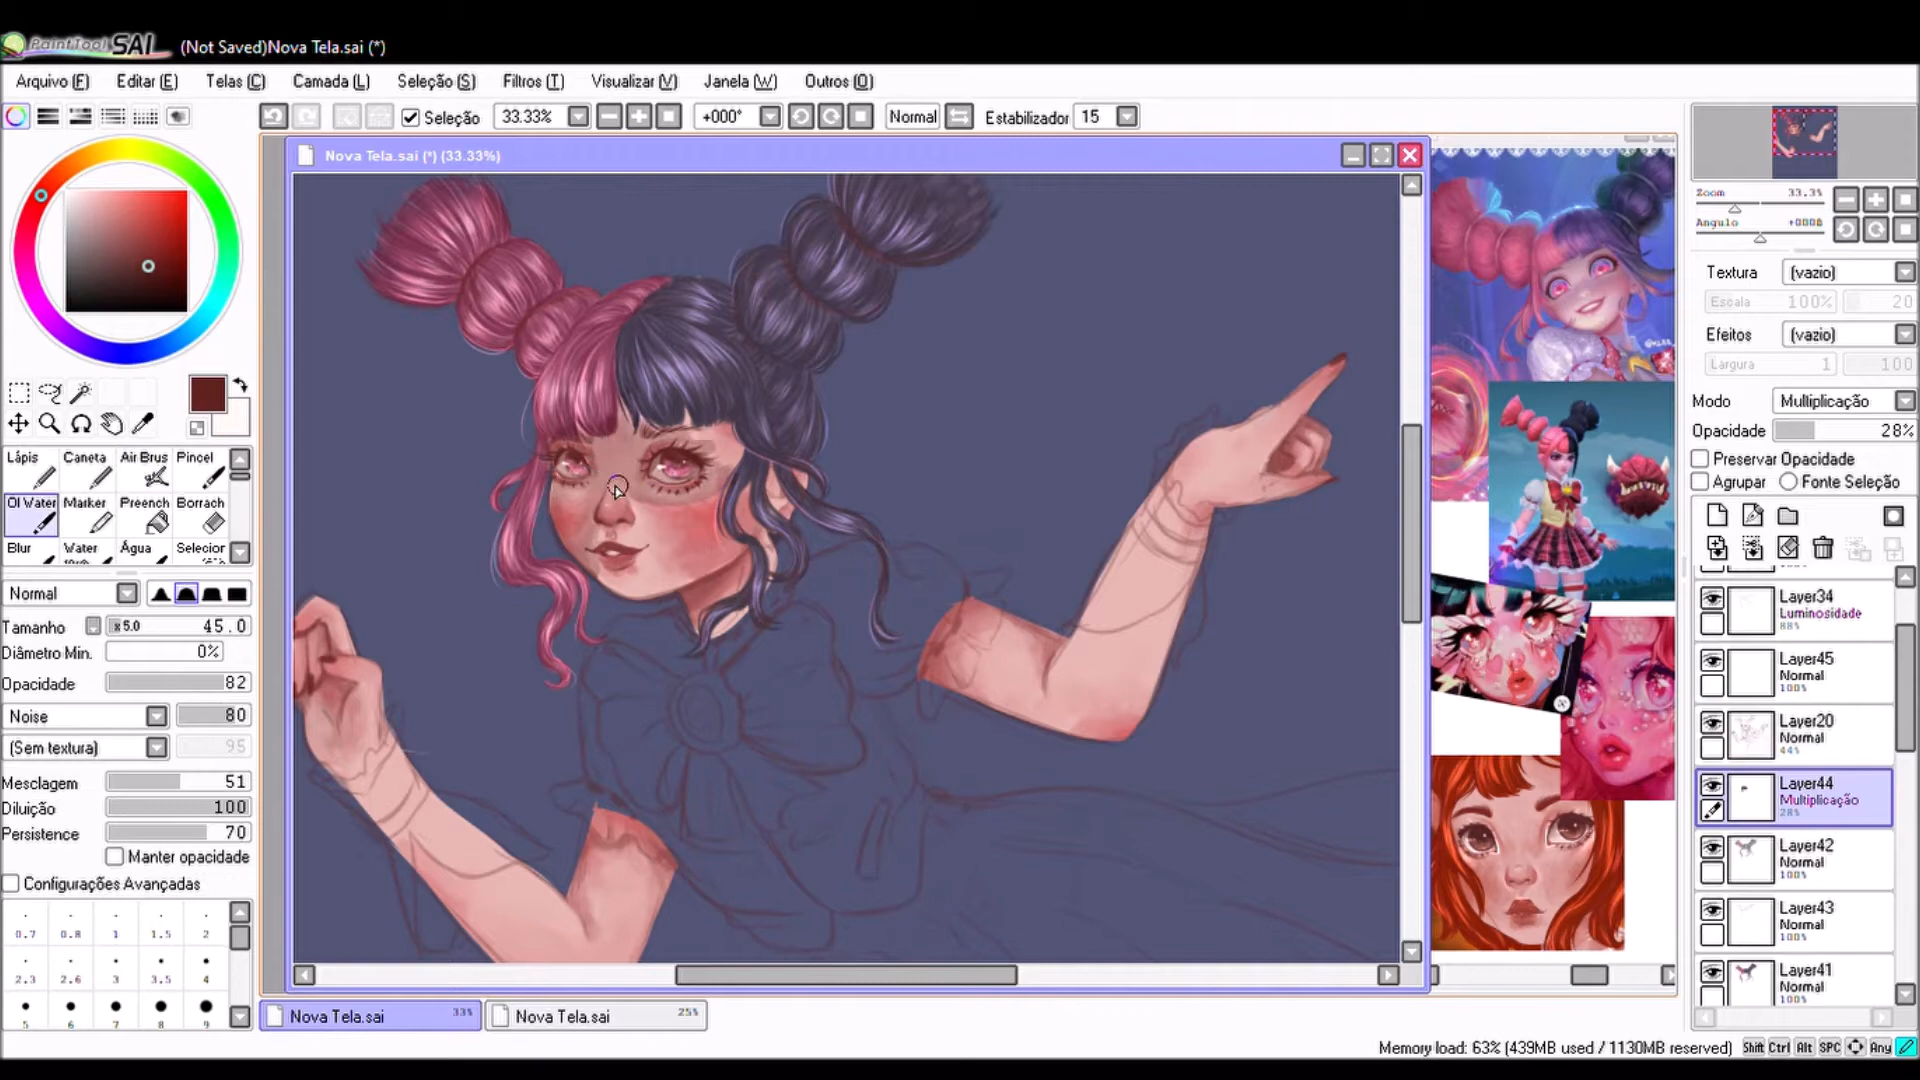 PaintTool SAI (Not Saved)Nova Tela.sai (*)
Arquivo (F) Editar (E) Telas (C) Camada (L) Seleção (S) Filtros (T) Visualizar (V) Janela (W) Outros (O)
Seleção 33.33% +000° Normal Estabilizador 15
Nova Tela.sai (*) (33.33%)
Zoom 33.3%
Angulo +000θ
Textura (vazio)
Escala 100% 20
Efeitos (vazio)
Largura 1 100
Modo Multiplicação
Opacidade 28%
Preservar Opacidade
Agrupar Fonte Seleção
Lápis Caneta Air Brus Pincel
Ol Water Marker Preench Borrach
Blur Water Água Selecior
Normal
Tamanho x5.0 45.0
Diâmetro Min. 0%
Opacidade 82
Noise 80
(Sem textura) 95
Mesclagem 51
Diluição 100
Persistence 70
Manter opacidade
Configurações Avançadas
0.7 0.8 1 1.5 2
2.3 2.6 3 3.5 4
5 6 7 8 9
Layer34
Luminosidade
88%
Layer45
Normal
100%
Layer20
Normal
44%
Layer44
Multiplicação
28%
Layer42
Normal
100%
Layer43
Normal
100%
Layer41
Normal
100%
Nova Tela.sai 33% Nova Tela.sai 25%
Memory load: 63% (439MB used / 1130MB reserved) Shift Ctrl Alt SPC Any